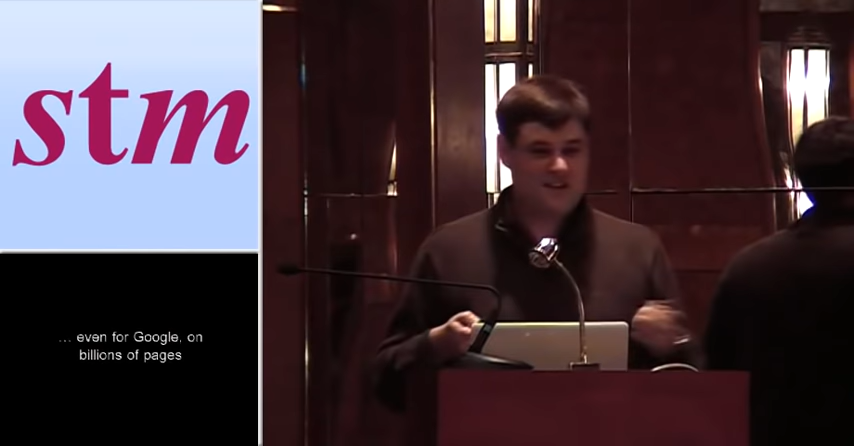 stm
… even for Google, on
billions of pages